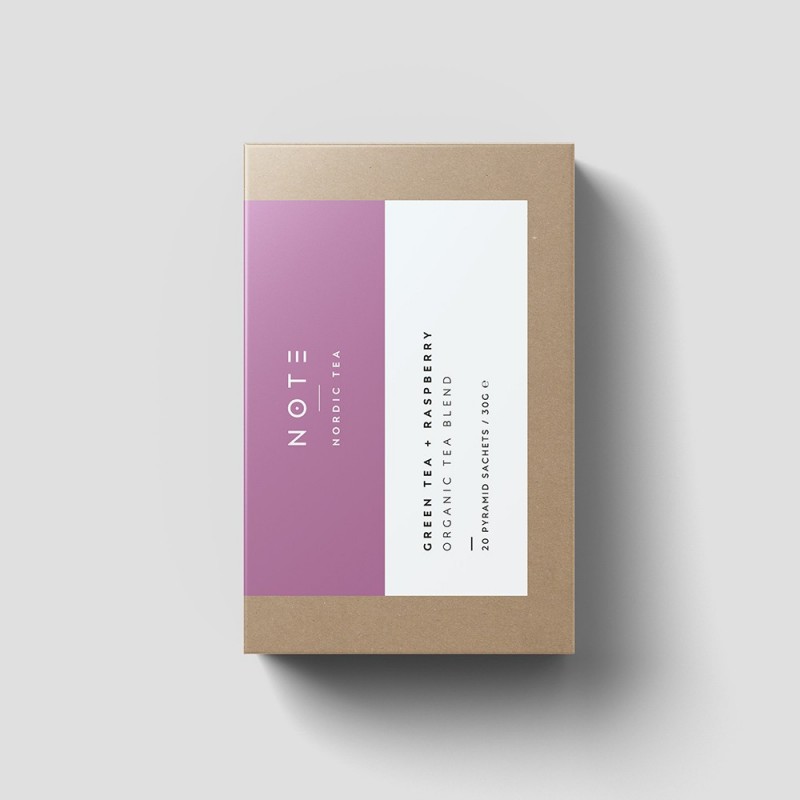 NOTE
NORDIC TEA
GREEN TEA + RASPBERRY
ORGANIC TEA BLEND
20 PYRAMID SACHETS / 30G ℮